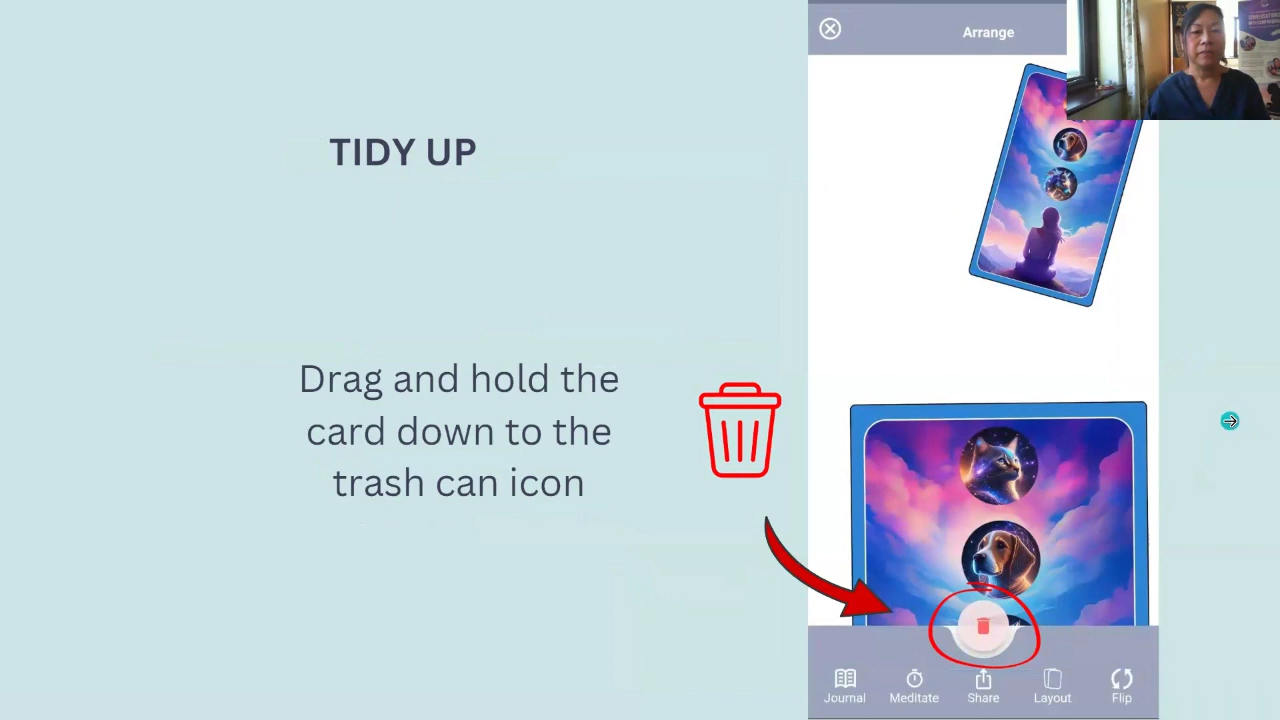 TIDY UP
Drag and hold the
card down to the
trash can icon
Arrange
Journal
Meditate
Share
Layout
Flip